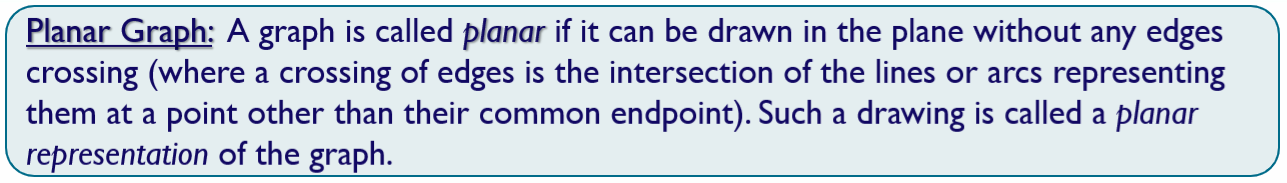 Planar Graph: A graph is called planar if it can be drawn in the plane without any edges
crossing (where a crossing of edges is the intersection of the lines or arcs representing
them at a point other than their common endpoint). Such a drawing is called a planar
representation of the graph.